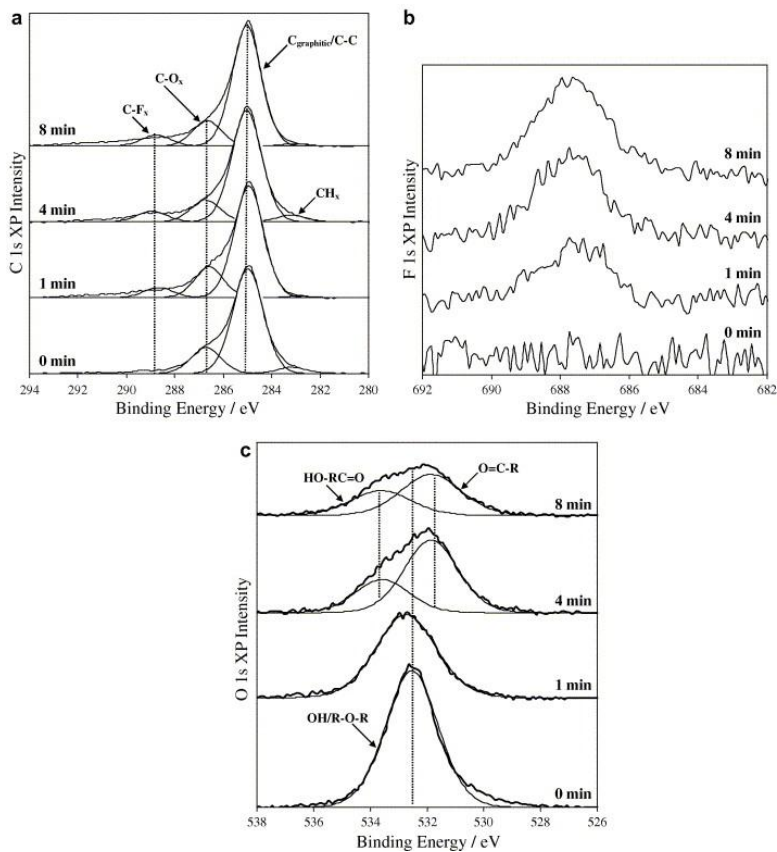 a
C 1s XP Intensity
C_graphitic/C-C
C-Oₓ
C-Fₓ
8 min
4 min
CHₓ
1 min
0 min
294 292 290 288 286 284 282 280
Binding Energy / eV
b
F 1s XP Intensity
8 min
4 min
1 min
0 min
692 690 688 686 684 682
Binding Energy / eV
c
O 1s XP Intensity
HO-RC=O
O=C-R
8 min
4 min
1 min
OH/R-O-R
0 min
538 536 534 532 530 528 526
Binding Energy / eV